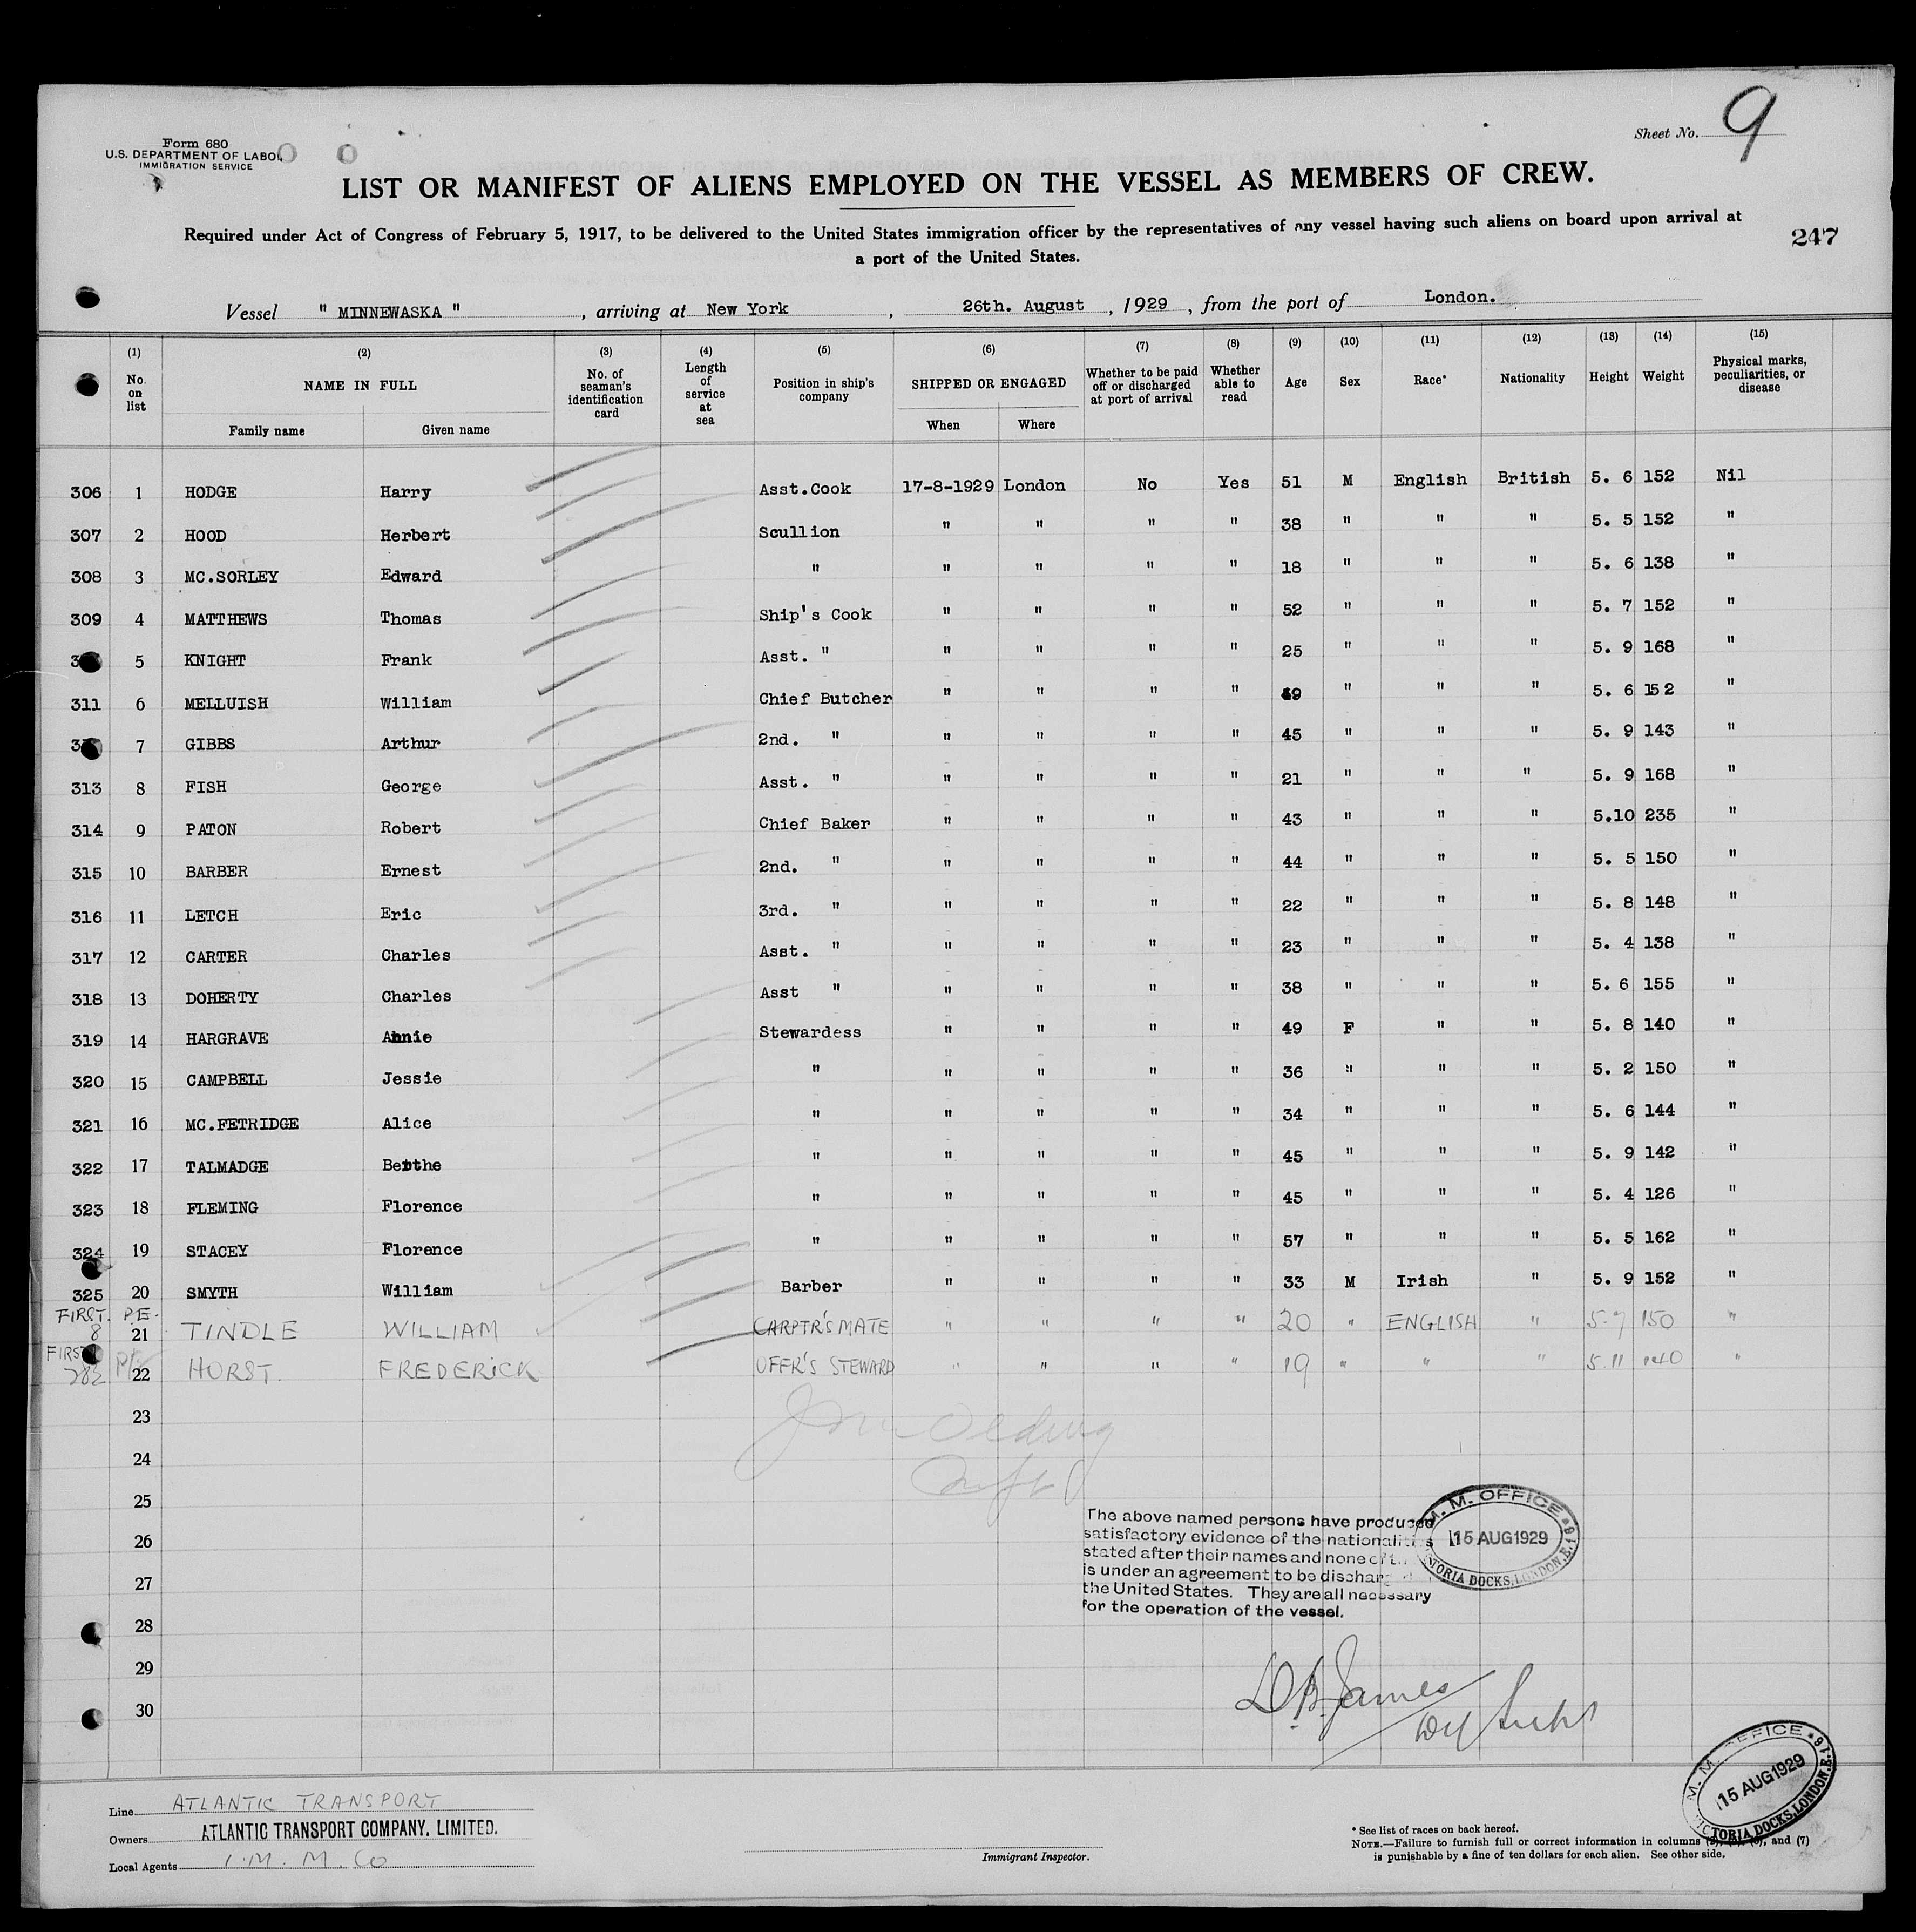 Form 680
U.S. DEPARTMENT OF LABOR
IMMIGRATION SERVICE
Sheet No. 9
LIST OR MANIFEST OF ALIENS EMPLOYED ON THE VESSEL AS MEMBERS OF CREW.
Required under Act of Congress of February 5, 1917, to be delivered to the United States immigration officer by the representatives of any vessel having such aliens on board upon arrival at
a port of the United States.
247
Vessel " MINNEWASKA " , arriving at New York , 26th. August , 1929 , from the port of London.
(1) (2) (3) (4) (5) (6) (7) (8) (9) (10) (11) (12) (13) (14) (15)
No. on list NAME IN FULL Family name Given name No. of seaman's identification card Length of service at sea Position in ship's company SHIPPED OR ENGAGED When Where Whether to be paid off or discharged at port of arrival Whether able to read Age Sex Race* Nationality Height Weight Physical marks, peculiarities, or disease
306 1 HODGE Harry Asst.Cook 17-8-1929 London No Yes 51 M English British 5. 6 152 Nil
307 2 HOOD Herbert Scullion " " " " 38 " " " 5. 5 152 "
308 3 MC.SORLEY Edward " " " " " 18 " " " 5. 6 138 "
309 4 MATTHEWS Thomas Ship's Cook " " " " 52 " " " 5. 7 152 "
5 KNIGHT Frank Asst. " " " " " 25 " " " 5. 9 168 "
311 6 MELLUISH William Chief Butcher " " " " " " " 5. 6 152 "
7 GIBBS Arthur 2nd. " " " " " 45 " " " 5. 9 143 "
313 8 FISH George Asst. " " " " " 21 " " " 5. 9 168 "
314 9 PATON Robert Chief Baker " " " " 43 " " " 5.10 235 "
315 10 BARBER Ernest 2nd. " " " " " 44 " " " 5. 5 150 "
316 11 LETCH Eric 3rd. " " " " " 22 " " " 5. 8 148 "
317 12 CARTER Charles Asst. " " " " " 23 " " " 5. 4 138 "
318 13 DOHERTY Charles Asst " " " " " 38 " " " 5. 6 155 "
319 14 HARGRAVE Annie Stewardess " " " " 49 F " " 5. 8 140 "
320 15 CAMPBELL Jessie " " " " " 36 " " " 5. 2 150 "
321 16 MC.FETRIDGE Alice " " " " " 34 " " " 5. 6 144 "
322 17 TALMADGE " " " " " 45 " " " 5. 9 142 "
323 18 FLEMING Florence " " " " " 45 " " " 5. 4 126 "
324 19 STACEY Florence " " " " " 57 " " " 5. 5 162 "
325 20 SMYTH William Barber " " " " 33 M Irish " 5. 9 152 "
FIRST. P.E.
8 21 TINDLE WILLIAM CARPTR'S MATE " " " " 20 " ENGLISH " 5. 7 150 "
FIRST
282 22 HURST. FREDERICK OFFR'S STEWARD " " " " 19 " " " 5.11 140 "
23
24
25
26
27
28
29
30
The above named persons have produced
satisfactory evidence of the nationalities
stated after their names and none of
is under an agreement to be discharged
the United States. They are all necessary
for the operation of the vessel.
M. M. OFFICE
15 AUG 1929
VICTORIA DOCKS, LONDON, E. 16
D.B. James
Line ATLANTIC TRANSPORT
Owners ATLANTIC TRANSPORT COMPANY, LIMITED.
Local Agents I.M.M. Co
Immigrant Inspector.
* See list of races on back hereof.
NOTE.—Failure to furnish full or correct information in columns and (7)
is punishable by a fine of ten dollars for each alien. See other side.
M. M. OFFICE
15 AUG 1929
VICTORIA DOCKS, LONDON, E. 16